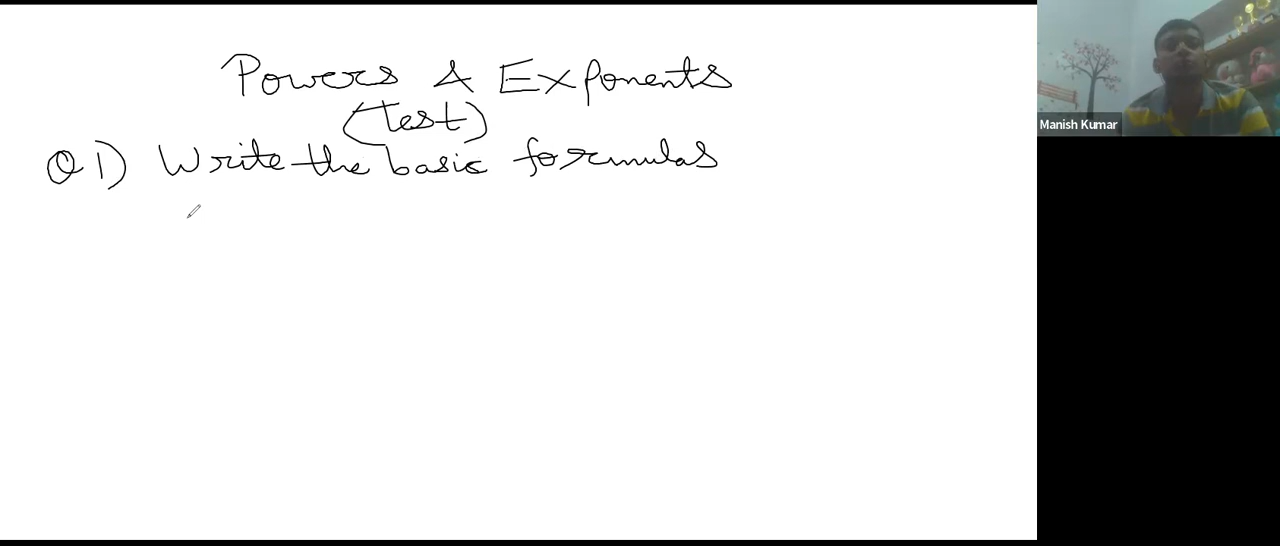 Powers & Exponents
(Test)
Q1) Write the basic formulas
Manish Kumar